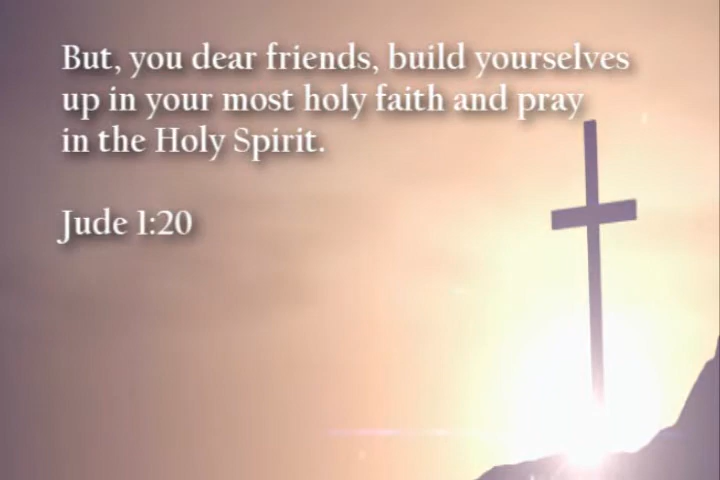 But, you dear friends, build yourselves
up in your most holy faith and pray
in the Holy Spirit.
Jude 1:20